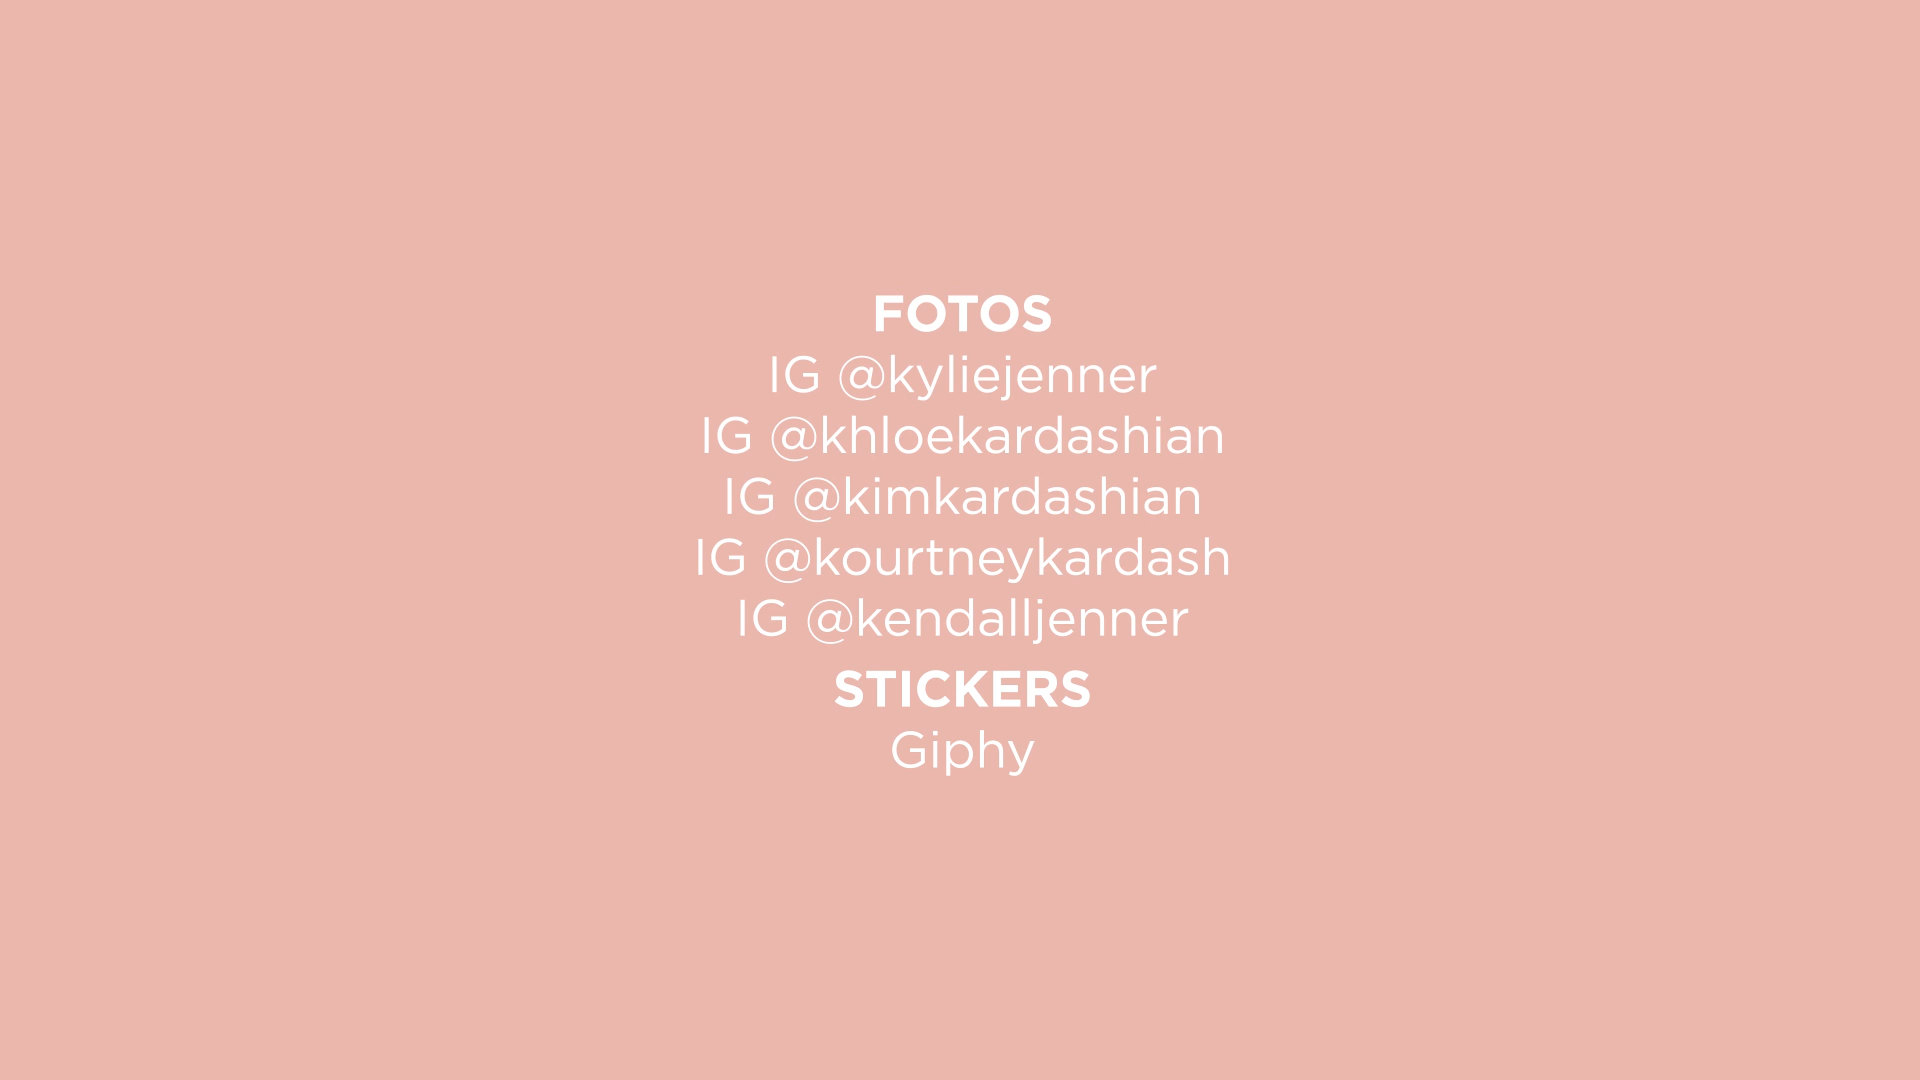 FOTOS
IG @kyliejenner
IG @khloekardashian
IG @kimkardashian
IG @kourtneykardash
IG @kendalljenner
STICKERS
Giphy